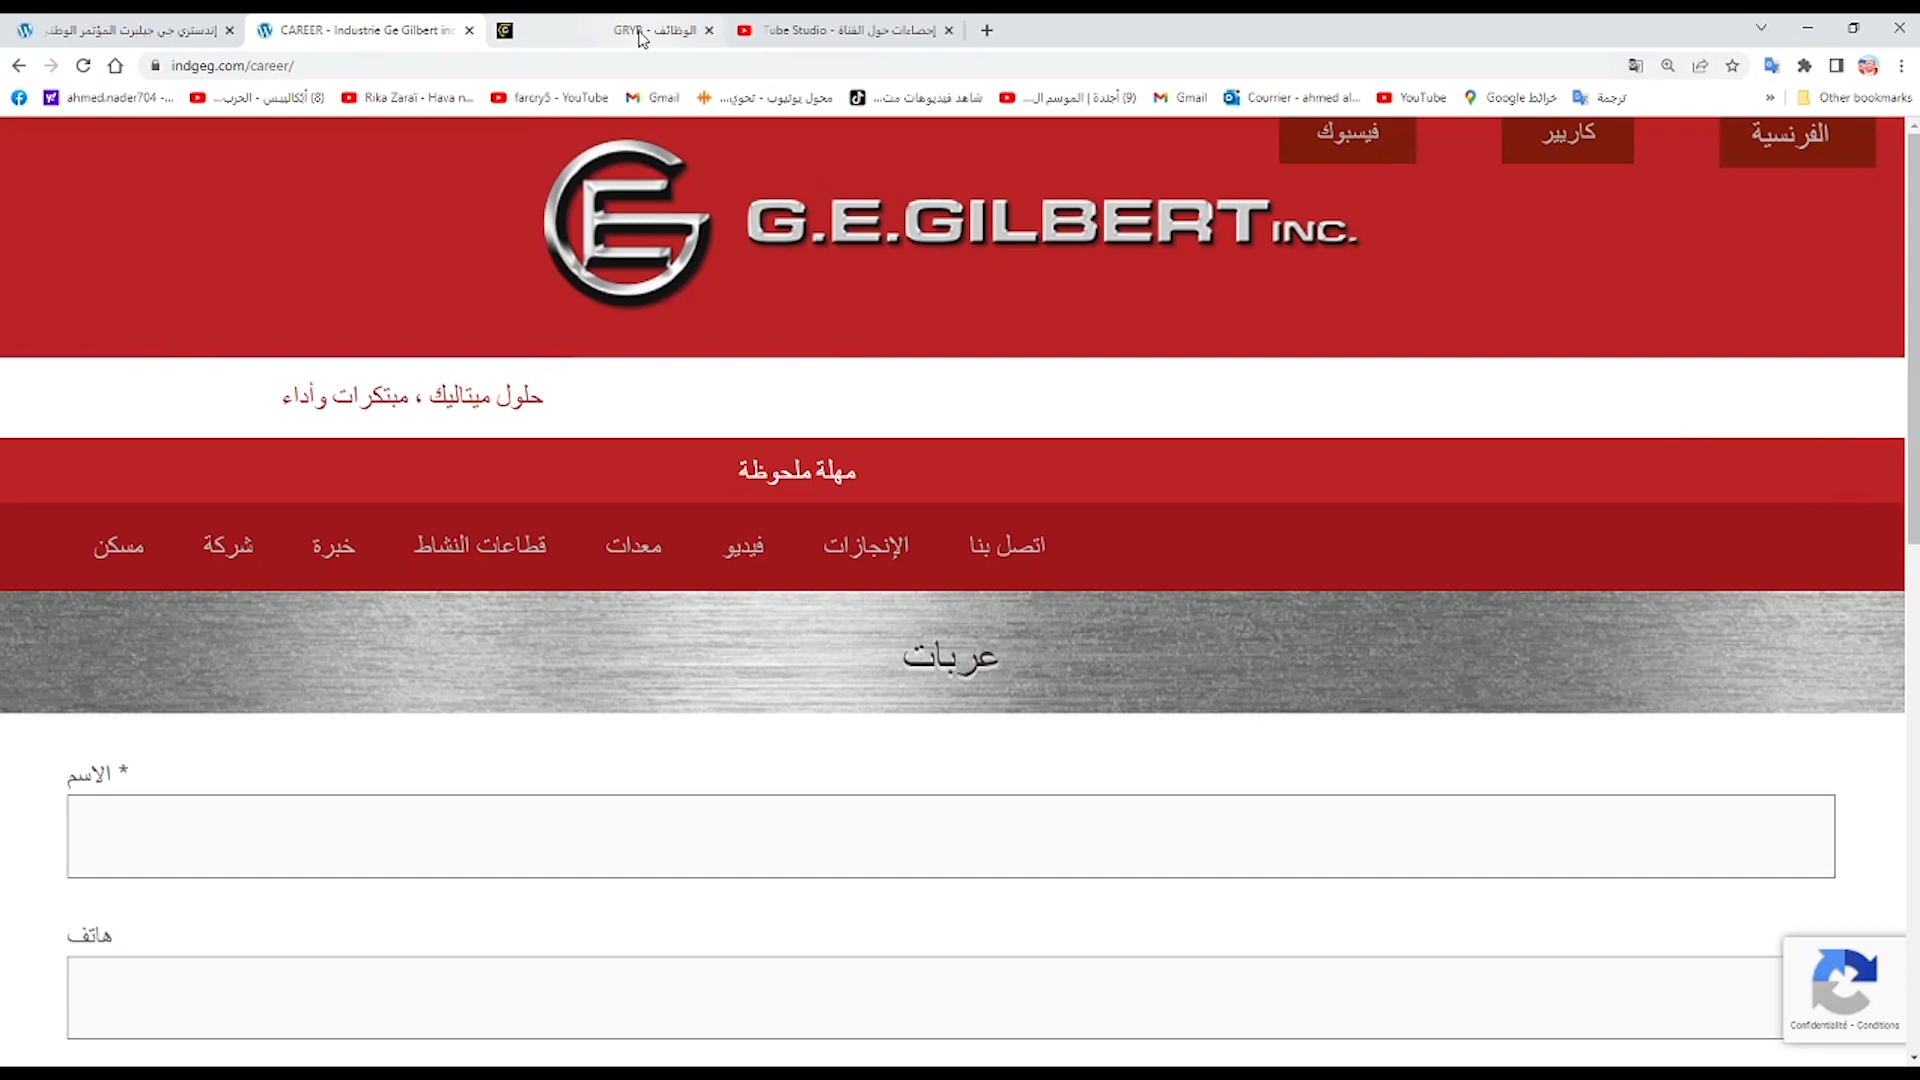 إندستري جي جيلبرت المؤتمر الوطني
CAREER - Industrie Ge Gilbert inc
الوظائف - GRYB
إحصاءات حول القناة - Tube Studio
indgeg.com/career/
ahmed.nader704 -...
(8) أتكاليبس - الحرب...
Rika Zaraï - Hava n...
farcry5 - YouTube
Gmail
محول يوتيوب - تحوي...
شاهد فيديوهات مت...
(9) أجندة | الموسم ال...
Gmail
Courrier - ahmed al...
YouTube
خرائط Google
ترجمة
Other bookmarks
فيسبوك
كاريير
الفرنسية
G.E.GILBERT INC.
حلول ميتاليك ، مبتكرات وأداء
مهلة ملحوظة
مسكن
شركة
خبرة
قطاعات النشاط
معدات
فيديو
الإنجازات
اتصل بنا
عربات
الاسم *
هاتف
Confidentialité - Conditions